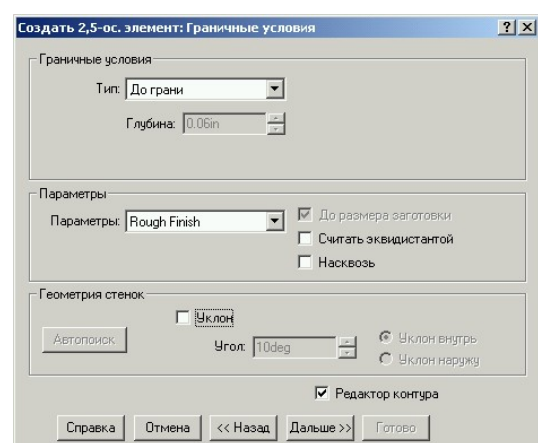 Создать 2,5-ос. элемент: Граничные условия
Граничные условия
Тип: До грани
Глубина: 0.06in
Параметры
Параметры: Rough Finish
До размера заготовки
Считать эквидистантой
Насквозь
Геометрия стенок
Уклон
Автопоиск
Угол: 10deg
Уклон внутрь
Уклон наружу
Редактор контура
Справка Отмена << Назад Дальше >> Готово